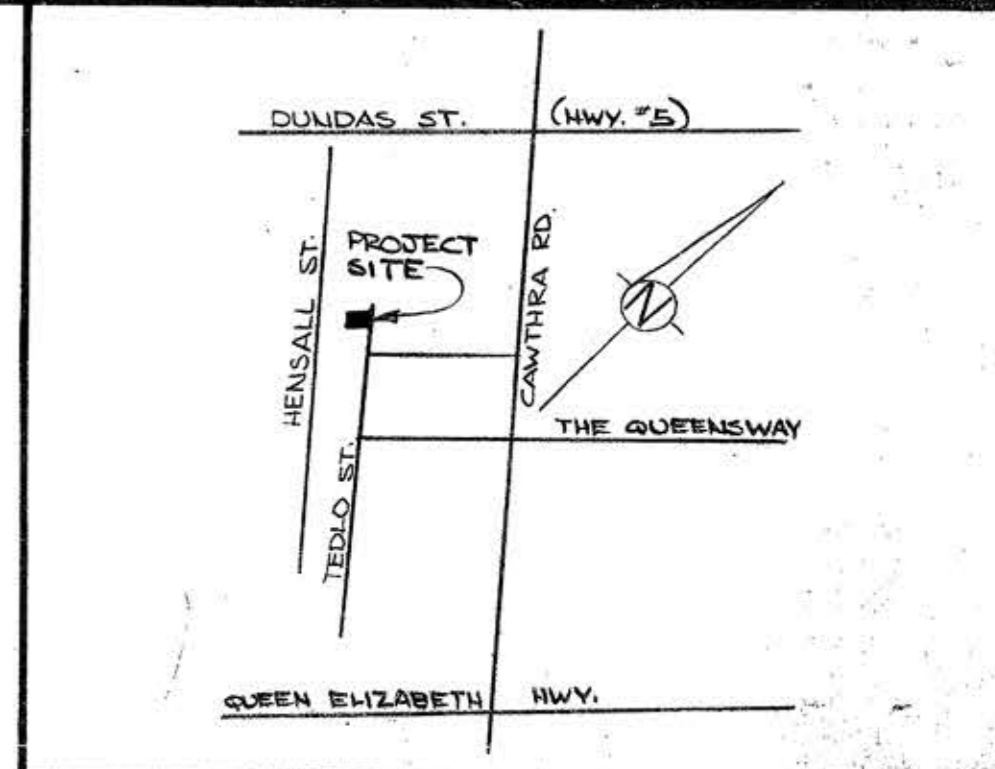 DUNDAS ST. (HWY. #5)
HENSALL ST.
PROJECT
SITE
CAWTHRA RD.
N
THE QUEENSWAY
TEDLO ST.
QUEEN ELIZABETH HWY.